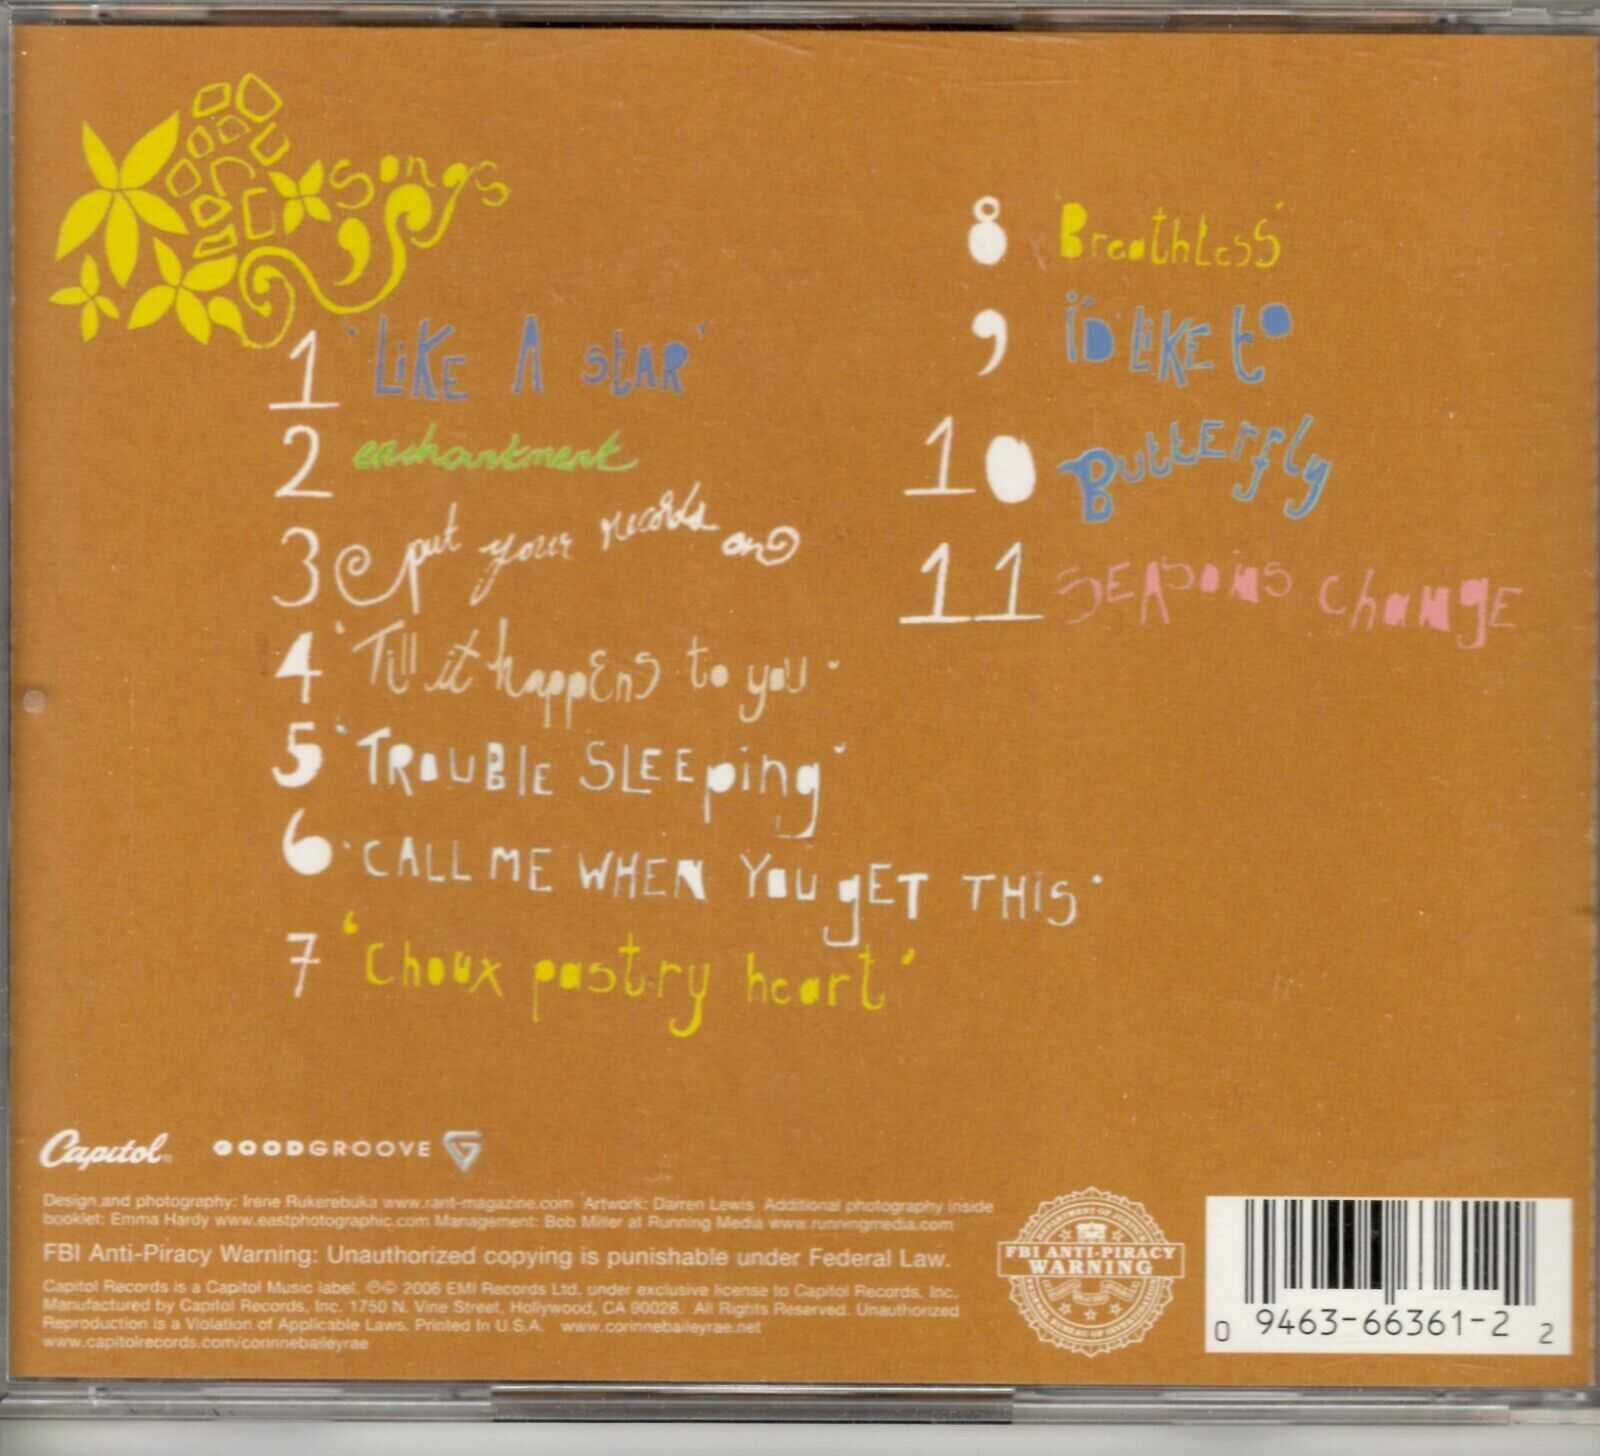 songs
1 'Like A Star'
2 enchantment
3 put your records on
4 'Till it happens to you'
5 'TROUBLE SLEEping'
6 'CALL ME WHEN YOU gET THIS'
7 'choux pastry heart'
8 'Breathless'
9 I'D LiKE to
10 ButtERfly
11 SEASONS chaNgE
Capitol®
GOODGROOVE
Design and photography: Irene Rukerebuka www.rant-magazine.com Artwork: Darren Lewis Additional photography inside
booklet: Emma Hardy www.eastphotographic.com Management: Bob Miller at Running Media www.runningmedia.com
FBI Anti-Piracy Warning: Unauthorized copying is punishable under Federal Law.
Capitol Records is a Capitol Music label. ℗© 2006 EMI Records Ltd. under exclusive license to Capitol Records, Inc.
Manufactured by Capitol Records, Inc. 1750 N. Vine Street, Hollywood, CA 90028. All Rights Reserved. Unauthorized
Reproduction is a Violation of Applicable Laws. Printed in U.S.A. www.corinnebaileyrae.net
www.capitolrecords.com/corinnebaileyrae
DEPARTMENT OF JUSTICE
FBI ANTI-PIRACY
WARNING
FEDERAL BUREAU OF INVESTIGATION
0 9463-66361-2 2